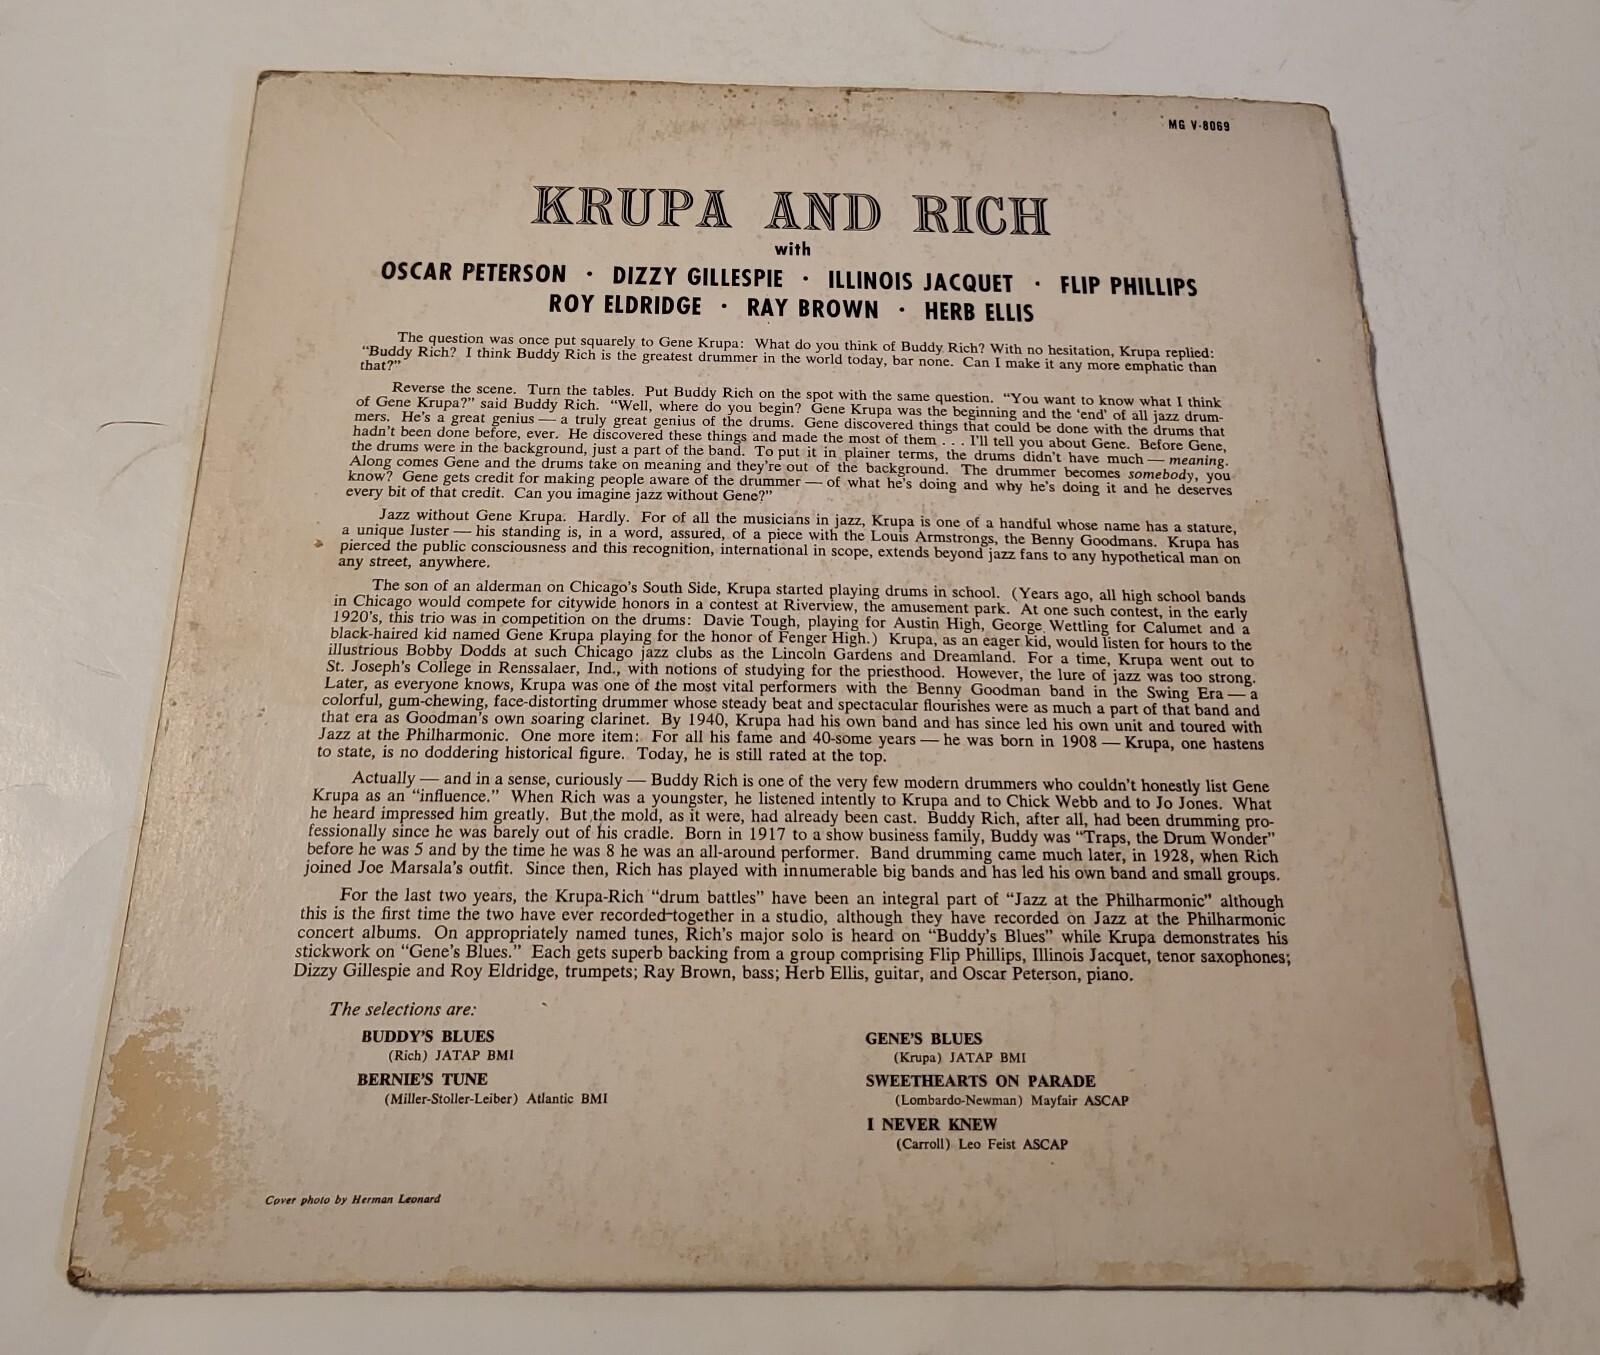 MG V-8069
KRUPA AND RICH
with
OSCAR PETERSON · DIZZY GILLESPIE · ILLINOIS JACQUET · FLIP PHILLIPS
ROY ELDRIDGE · RAY BROWN · HERB ELLIS
The question was once put squarely to Gene Krupa: What do you think of Buddy Rich? With no hesitation, Krupa replied:
“Buddy Rich? I think Buddy Rich is the greatest drummer in the world today, bar none. Can I make it any more emphatic than
that?”
Reverse the scene. Turn the tables. Put Buddy Rich on the spot with the same question. “You want to know what I think
of Gene Krupa?” said Buddy Rich. “Well, where do you begin? Gene Krupa was the beginning and the ‘end’ of all jazz drum-
mers. He’s a great genius — a truly great genius of the drums. Gene discovered things that could be done with the drums that
hadn’t been done before, ever. He discovered these things and made the most of them . . . I’ll tell you about Gene. Before Gene,
the drums were in the background, just a part of the band. To put it in plainer terms, the drums didn’t have much — meaning.
Along comes Gene and the drums take on meaning and they’re out of the background. The drummer becomes somebody, you
know? Gene gets credit for making people aware of the drummer — of what he’s doing and why he’s doing it and he deserves
every bit of that credit. Can you imagine jazz without Gene?”
Jazz without Gene Krupa. Hardly. For of all the musicians in jazz, Krupa is one of a handful whose name has a stature,
a unique luster — his standing is, in a word, assured, of a piece with the Louis Armstrongs, the Benny Goodmans. Krupa has
pierced the public consciousness and this recognition, international in scope, extends beyond jazz fans to any hypothetical man on
any street, anywhere.
The son of an alderman on Chicago’s South Side, Krupa started playing drums in school. (Years ago, all high school bands
in Chicago would compete for citywide honors in a contest at Riverview, the amusement park. At one such contest, in the early
1920’s, this trio was in competition on the drums: Davie Tough, playing for Austin High, George Wettling for Calumet and a
black-haired kid named Gene Krupa playing for the honor of Fenger High.) Krupa, as an eager kid, would listen for hours to the
illustrious Bobby Dodds at such Chicago jazz clubs as the Lincoln Gardens and Dreamland. For a time, Krupa went out to
St. Joseph’s College in Renssalaer, Ind., with notions of studying for the priesthood. However, the lure of jazz was too strong.
Later, as everyone knows, Krupa was one of the most vital performers with the Benny Goodman band in the Swing Era — a
colorful, gum-chewing, face-distorting drummer whose steady beat and spectacular flourishes were as much a part of that band and
that era as Goodman’s own soaring clarinet. By 1940, Krupa had his own band and has since led his own unit and toured with
Jazz at the Philharmonic. One more item: For all his fame and 40-some years — he was born in 1908 — Krupa, one hastens
to state, is no doddering historical figure. Today, he is still rated at the top.
Actually — and in a sense, curiously — Buddy Rich is one of the very few modern drummers who couldn’t honestly list Gene
Krupa as an “influence.” When Rich was a youngster, he listened intently to Krupa and to Chick Webb and to Jo Jones. What
he heard impressed him greatly. But the mold, as it were, had already been cast. Buddy Rich, after all, had been drumming pro-
fessionally since he was barely out of his cradle. Born in 1917 to a show business family, Buddy was “Traps, the Drum Wonder”
before he was 5 and by the time he was 8 he was an all-around performer. Band drumming came much later, in 1928, when Rich
joined Joe Marsala’s outfit. Since then, Rich has played with innumerable big bands and has led his own band and small groups.
For the last two years, the Krupa-Rich “drum battles” have been an integral part of “Jazz at the Philharmonic” although
this is the first time the two have ever recorded together in a studio, although they have recorded on Jazz at the Philharmonic
concert albums. On appropriately named tunes, Rich’s major solo is heard on “Buddy’s Blues” while Krupa demonstrates his
stickwork on “Gene’s Blues.” Each gets superb backing from a group comprising Flip Phillips, Illinois Jacquet, tenor saxophones;
Dizzy Gillespie and Roy Eldridge, trumpets; Ray Brown, bass; Herb Ellis, guitar, and Oscar Peterson, piano.
The selections are:
BUDDY’S BLUES
(Rich) JATAP BMI
BERNIE’S TUNE
(Miller-Stoller-Leiber) Atlantic BMI
GENE’S BLUES
(Krupa) JATAP BMI
SWEETHEARTS ON PARADE
(Lombardo-Newman) Mayfair ASCAP
I NEVER KNEW
(Carroll) Leo Feist ASCAP
Cover photo by Herman Leonard